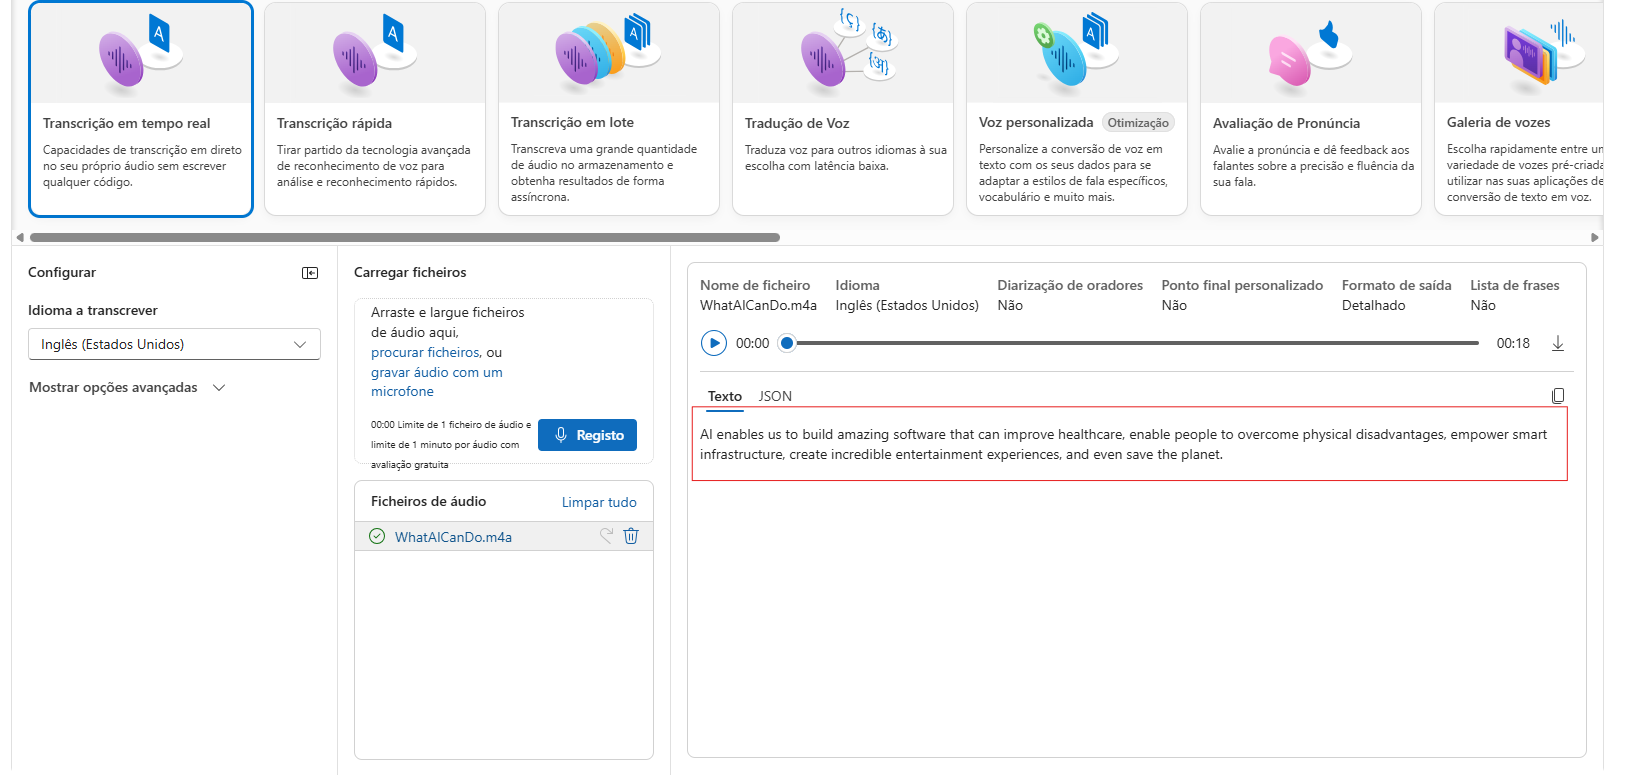 Transcrição em tempo real
Capacidades de transcrição em direto
no seu próprio áudio sem escrever
qualquer código.
Transcrição rápida
Tirar partido da tecnologia avançada
de reconhecimento de voz para
análise e reconhecimento rápidos.
Transcrição em lote
Transcreva uma grande quantidade
de áudio no armazenamento e
obtenha resultados de forma
assíncrona.
Tradução de Voz
Traduza voz para outros idiomas à sua
escolha com latência baixa.
Voz personalizada Otimização
Personalize a conversão de voz em
texto com os seus dados para se
adaptar a estilos de fala específicos,
vocabulário e muito mais.
Avaliação de Pronúncia
Avalie a pronúncia e dê feedback aos
falantes sobre a precisão e fluência da
sua fala.
Galeria de vozes
Escolha rapidamente entre
variedade de vozes
utilizar nas suas aplicações
conversão de texto em voz.
Configurar
Idioma a transcrever
Inglês (Estados Unidos)
Mostrar opções avançadas
Carregar ficheiros
Arraste e largue ficheiros
de áudio aqui,
procurar ficheiros, ou
gravar áudio com um
microfone
00:00 Limite de 1 ficheiro de áudio e
limite de 1 minuto por áudio com
avaliação gratuita
Registo
Ficheiros de áudio Limpar tudo
WhatAICanDo.m4a
Nome de ficheiro Idioma Diarização de oradores Ponto final personalizado Formato de saída Lista de frases
WhatAICanDo.m4a Inglês (Estados Unidos) Não Não Detalhado Não
00:00 00:18
Texto JSON
AI enables us to build amazing software that can improve healthcare, enable people to overcome physical disadvantages, empower smart
infrastructure, create incredible entertainment experiences, and even save the planet.